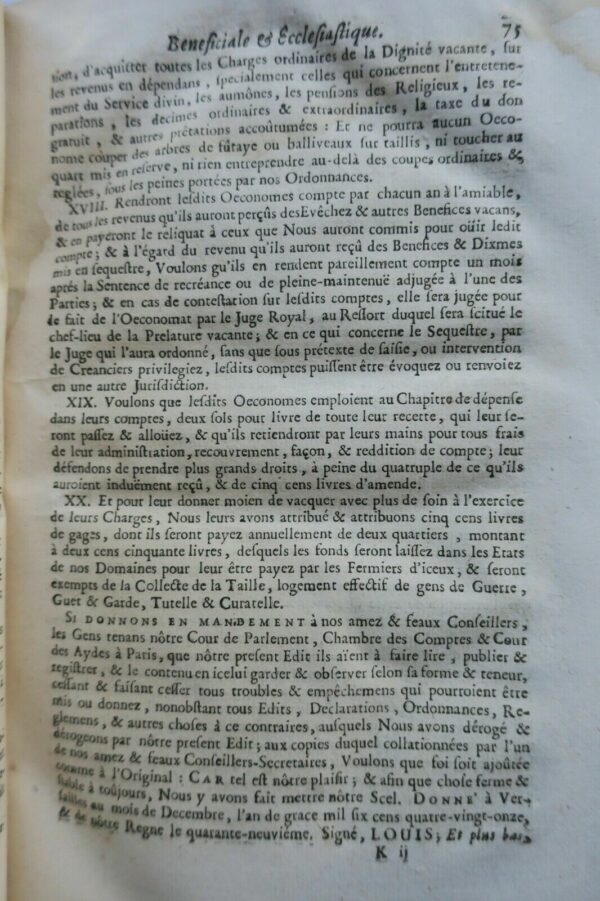 Beneficiale & Ecclesiastique. 75
tion, d'acquitter toutes les Charges ordinaires de la Dignité vacante, sur
les revenus en dépendans, specialement celles qui concernent l'entretene-
ment du Service divin, les aumônes, les pensions des Religieux, les re-
parations, les decimes ordinaires & extraordinaires, la taxe du don
gratuit, & autres prétations accoûtumées : Et ne pourra aucun Oeco-
nome couper des arbres de fûtaye ou balliveaux sur taillis, ni toucher au
quart mis en reserve, ni rien entreprendre au-delà des coupes ordinaires &
reglées, sous les peines portées par nos Ordonnances.
XVIII. Rendront lesdits Oeconomes compte par chacun an à l'amiable,
de tous les revenus qu'ils auront perçûs des Evêchez & autres Benefices vacans,
& en payeront le reliquat à ceux que Nous aurons commis pour oüir ledit
compte; & à l'égard du revenu qu'ils auront reçû des Benefices & Dixmes
mis en sequestre, Voulons qu'ils en rendent pareillement compte un mois
aprés la Sentence de recréance ou de pleine-maintenuë adjugée à l'une des
Parties; & en cas de contestation sur lesdits comptes, elle sera jugée pour
le fait de l'Oeconomat par le Juge Royal, au Ressort duquel sera scitué le
chef-lieu de la Prelature vacante; & en ce qui concerne le Sequestre, par
le Juge qui l'aura ordonné, sans que sous prétexte de saisie, ou intervention
de Creanciers privilegiez, lesdits comptes puissent être évoquez ou renvoiez
en une autre Jurisdiction.
XIX. Voulons que lesdits Oeconomes emploient au Chapitre de dépense
dans leurs comptes, deux sols pour livre de toute leur recette, qui leur se-
ront passez & alloüez, & qu'ils retiendront par leurs mains pour tous frais
de leur administration, recouvrement, façon, & reddition de compte; leur
défendons de prendre plus grands droits, à peine du quatruple de ce qu'ils
auroient induëment reçû, & de cinq cens livres d'amende.
XX. Et pour leur donner moien de vacquer avec plus de soin à l'exercice
de leurs Charges, Nous leurs avons attribué & attribuons cinq cens livres
de gages, dont ils seront payez annuellement de deux quartiers, montant
à deux cens cinquante livres, desquels les fonds seront laissez dans les Etats
de nos Domaines pour leur être payez par les Fermiers d'iceux, & seront
exempts de la Collecte de la Taille, logement effectif de gens de Guerre,
Guet & Garde, Tutelle & Curatelle.
SI DONNONS EN MANDEMENT à nos amez & feaux Conseillers,
les Gens tenans nôtre Cour de Parlement, Chambre des Comptes & Cour
des Aydes à Paris, que nôtre present Edit ils aïent à faire lire, publier &
registrer, & le contenu en icelui garder & observer selon sa forme & teneur,
cessant & faisant cesser tous troubles & empêchemens qui pourroient être
mis ou donnez, nonobstant tous Edits, Declarations, Ordonnances, Re-
glemens, & autres choses à ce contraires, ausquels Nous avons dérogé &
dérogeons par nôtre present Edit; aux copies duquel collationnées par l'un
de nos amez & feaux Conseillers-Secretaires, Voulons que foi soit ajoûtée
comme à l'Original : CAR tel est nôtre plaisir; & afin que chose ferme &
stable à toûjours, Nous y avons fait mettre nôtre Scel. DONNE' à Ver-
sailles au mois de Decembre, l'an de grace mil six cens quatre-vingt-onze,
& de nôtre Regne le quarante-neuviéme. Signé, LOUIS; Et plus bas,
K ij